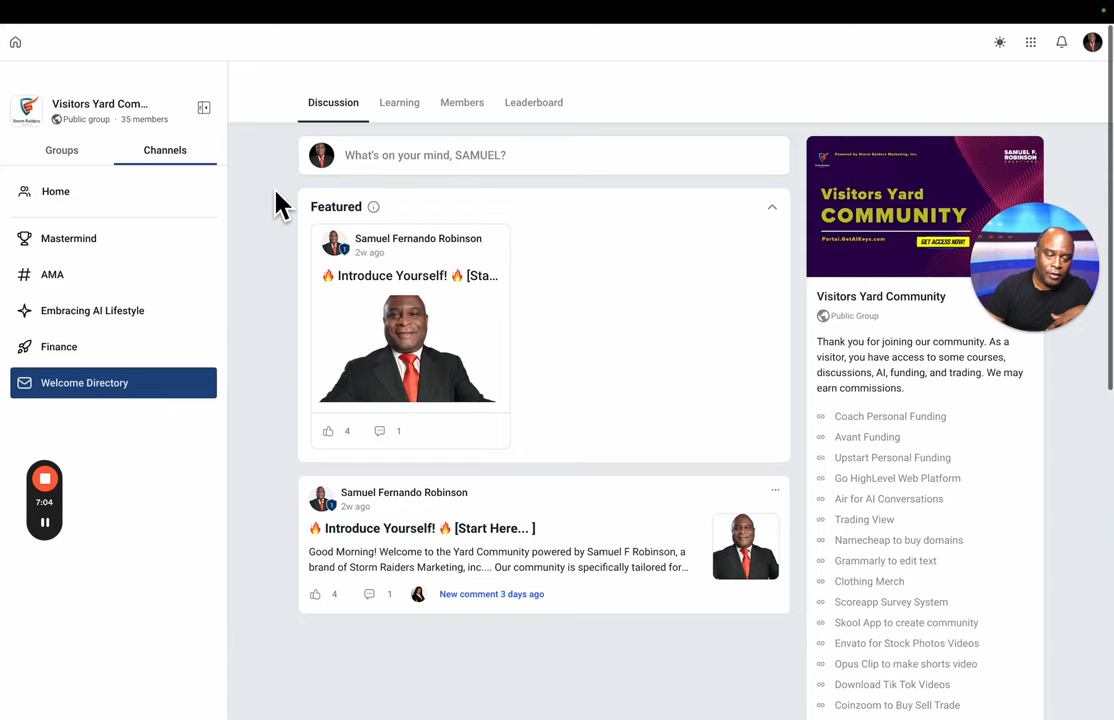 Visitors Yard Com...
Public group · 35 members
Storm Raiders
Groups
Channels
Home
Mastermind
AMA
Embracing AI Lifestyle
Finance
Welcome Directory
7:04
Discussion
Learning
Members
Leaderboard
What's on your mind, SAMUEL?
Featured
Samuel Fernando Robinson
2w ago
🔥 Introduce Yourself! 🔥 [Sta...
4
1
Samuel Fernando Robinson
2w ago
🔥 Introduce Yourself! 🔥 [Start Here... ]
Good Morning! Welcome to the Yard Community powered by Samuel F Robinson, a
brand of Storm Raiders Marketing, inc.... Our community is specifically tailored for...
4
1
New comment 3 days ago
Powered by Storm Raiders Marketing, Inc.
SAMUEL F.
ROBINSON
Visitors Yard
COMMUNITY
Portal.GetAIKeys.com
GET ACCESS NOW!
Visitors Yard Community
Public Group
Thank you for joining our community. As a
visitor, you have access to some courses,
discussions, AI, funding, and trading. We may
earn commissions.
Coach Personal Funding
Avant Funding
Upstart Personal Funding
Go HighLevel Web Platform
Air for AI Conversations
Trading View
Namecheap to buy domains
Grammarly to edit text
Clothing Merch
Scoreapp Survey System
Skool App to create community
Envato for Stock Photos Videos
Opus Clip to make shorts video
Download Tik Tok Videos
Coinzoom to Buy Sell Trade